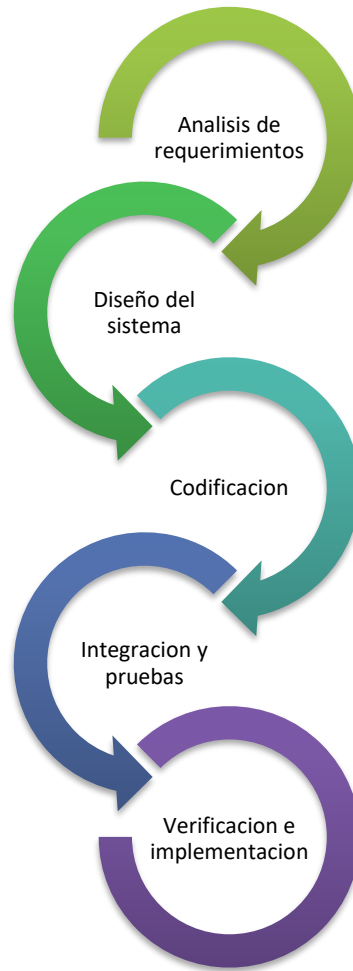 Analisis de
requerimientos
Diseño del
sistema
Codificacion
Integracion y
pruebas
Verificacion e
implementacion